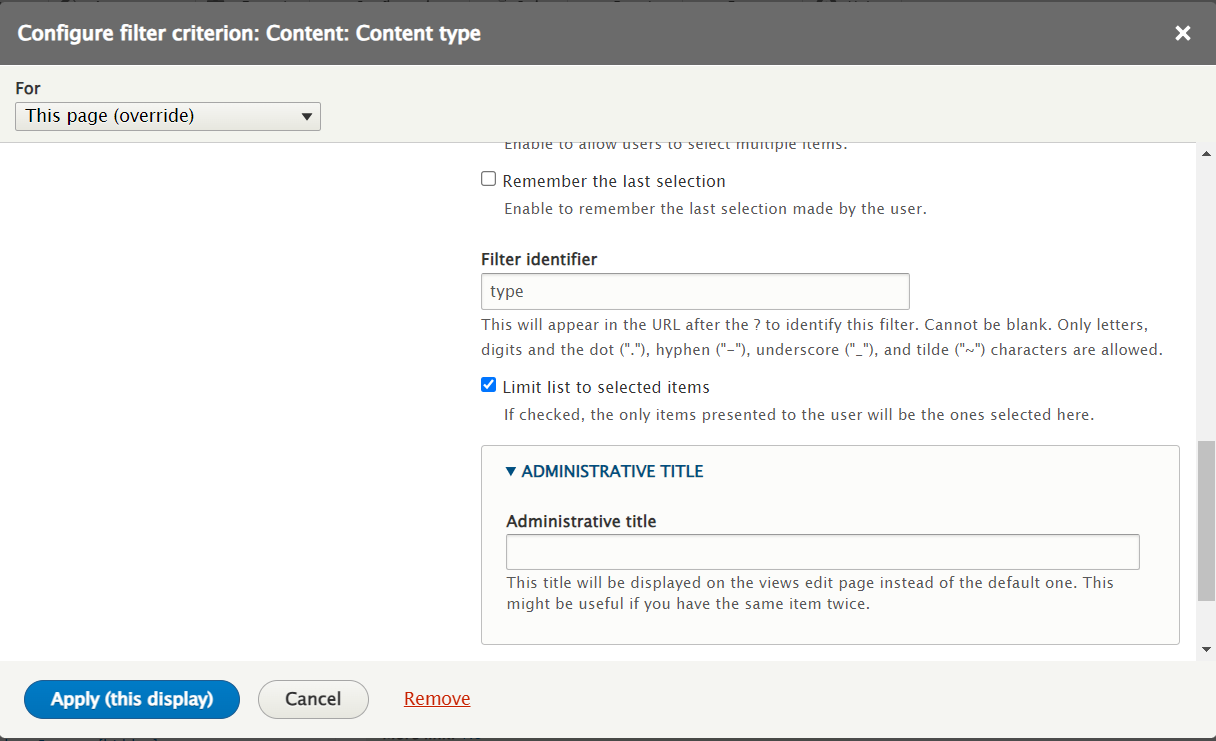 Configure filter criterion: Content: Content type
For
This page (override)
Enable to allow users to select multiple items.
Remember the last selection
Enable to remember the last selection made by the user.
Filter identifier
type
This will appear in the URL after the ? to identify this filter. Cannot be blank. Only letters,
digits and the dot ("."), hyphen ("-"), underscore ("_"), and tilde ("~") characters are allowed.
Limit list to selected items
If checked, the only items presented to the user will be the ones selected here.
ADMINISTRATIVE TITLE
Administrative title
This title will be displayed on the views edit page instead of the default one. This
might be useful if you have the same item twice.
Apply (this display)
Cancel
Remove